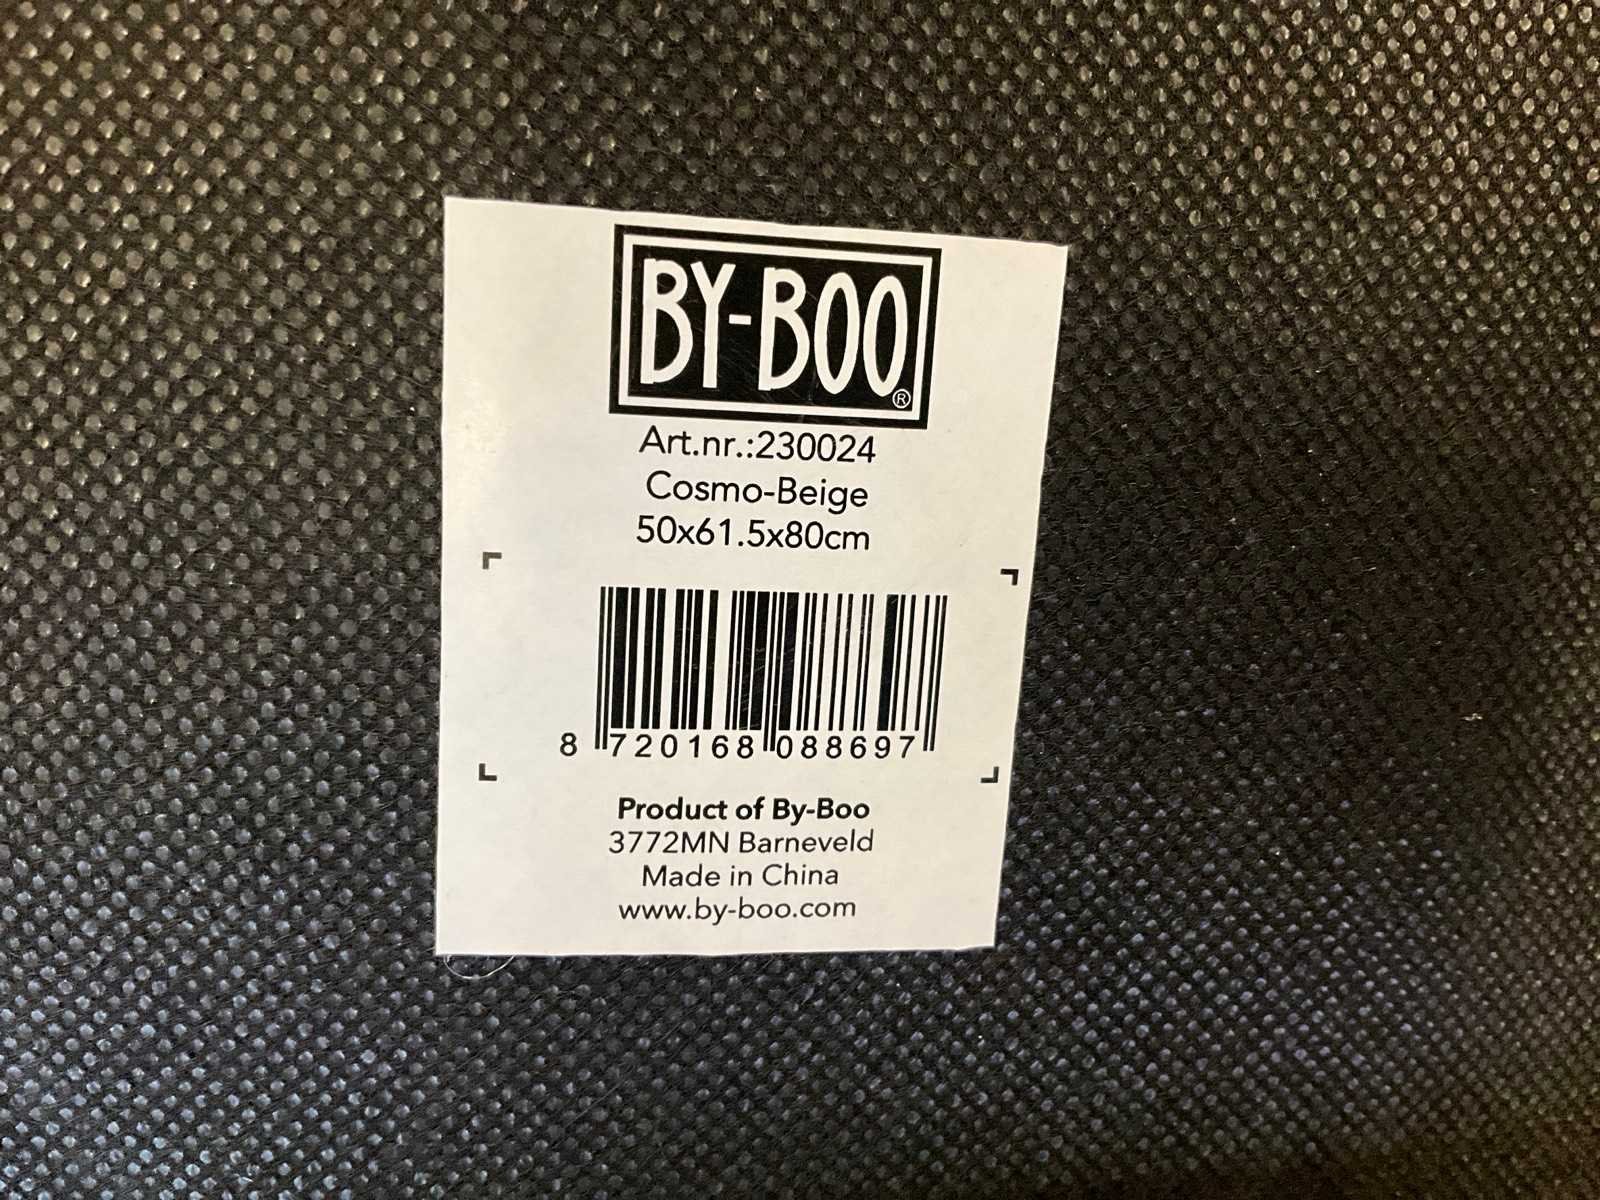 BY-BOO®
Art.nr.:230024
Cosmo-Beige
50x61.5x80cm
8 720168 088697
Product of By-Boo
3772MN Barneveld
Made in China
www.by-boo.com